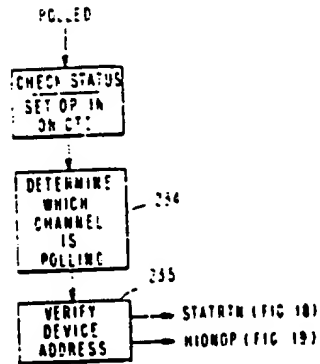 POLLED
CHECK STATUS
SET OP IN
ON CTI
DETERMINE
WHICH
CHANNEL
IS
POLLING
234
235
VERIFY
DEVICE
ADDRESS
STATRTN (FIG 18)
HIONOP (FIG 19)